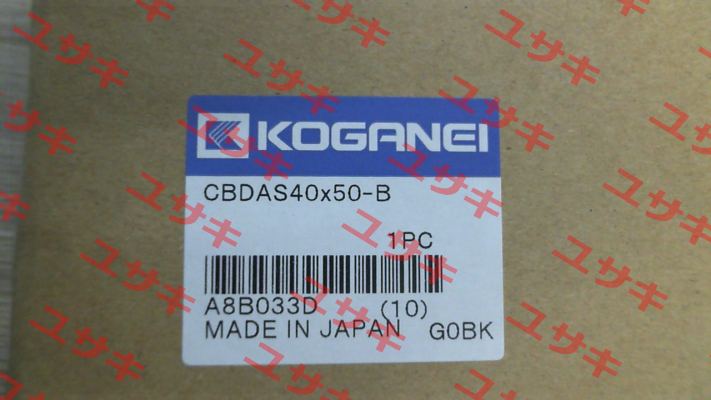 KOGANEI
CBDAS40x50-B
1PC
A8B033D (10)
MADE IN JAPAN G0BK
ユサキ